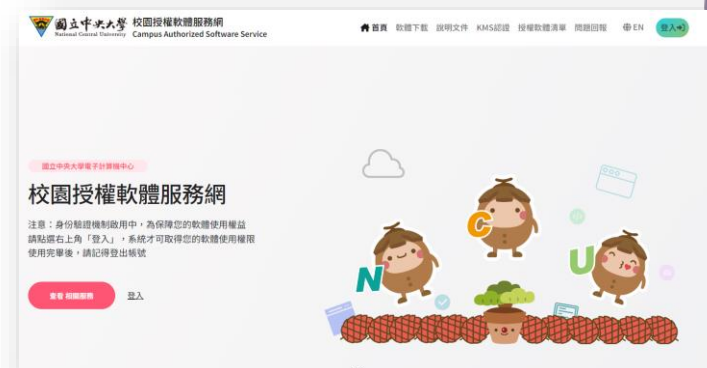 國立中央大學 校園授權軟體服務網
National Central University Campus Authorized Software Service
首頁 軟體下載 說明文件 KMS認證 授權軟體清單 問題回報 EN 登入
國立中央大學電子計算機中心
校園授權軟體服務網
注意：身份驗證機制啟用中，為保障您的軟體使用權益
請點選右上角「登入」，系統才可取得您的軟體使用權限
使用完畢後，請記得登出帳號
查看 相關服務 登入
N C U